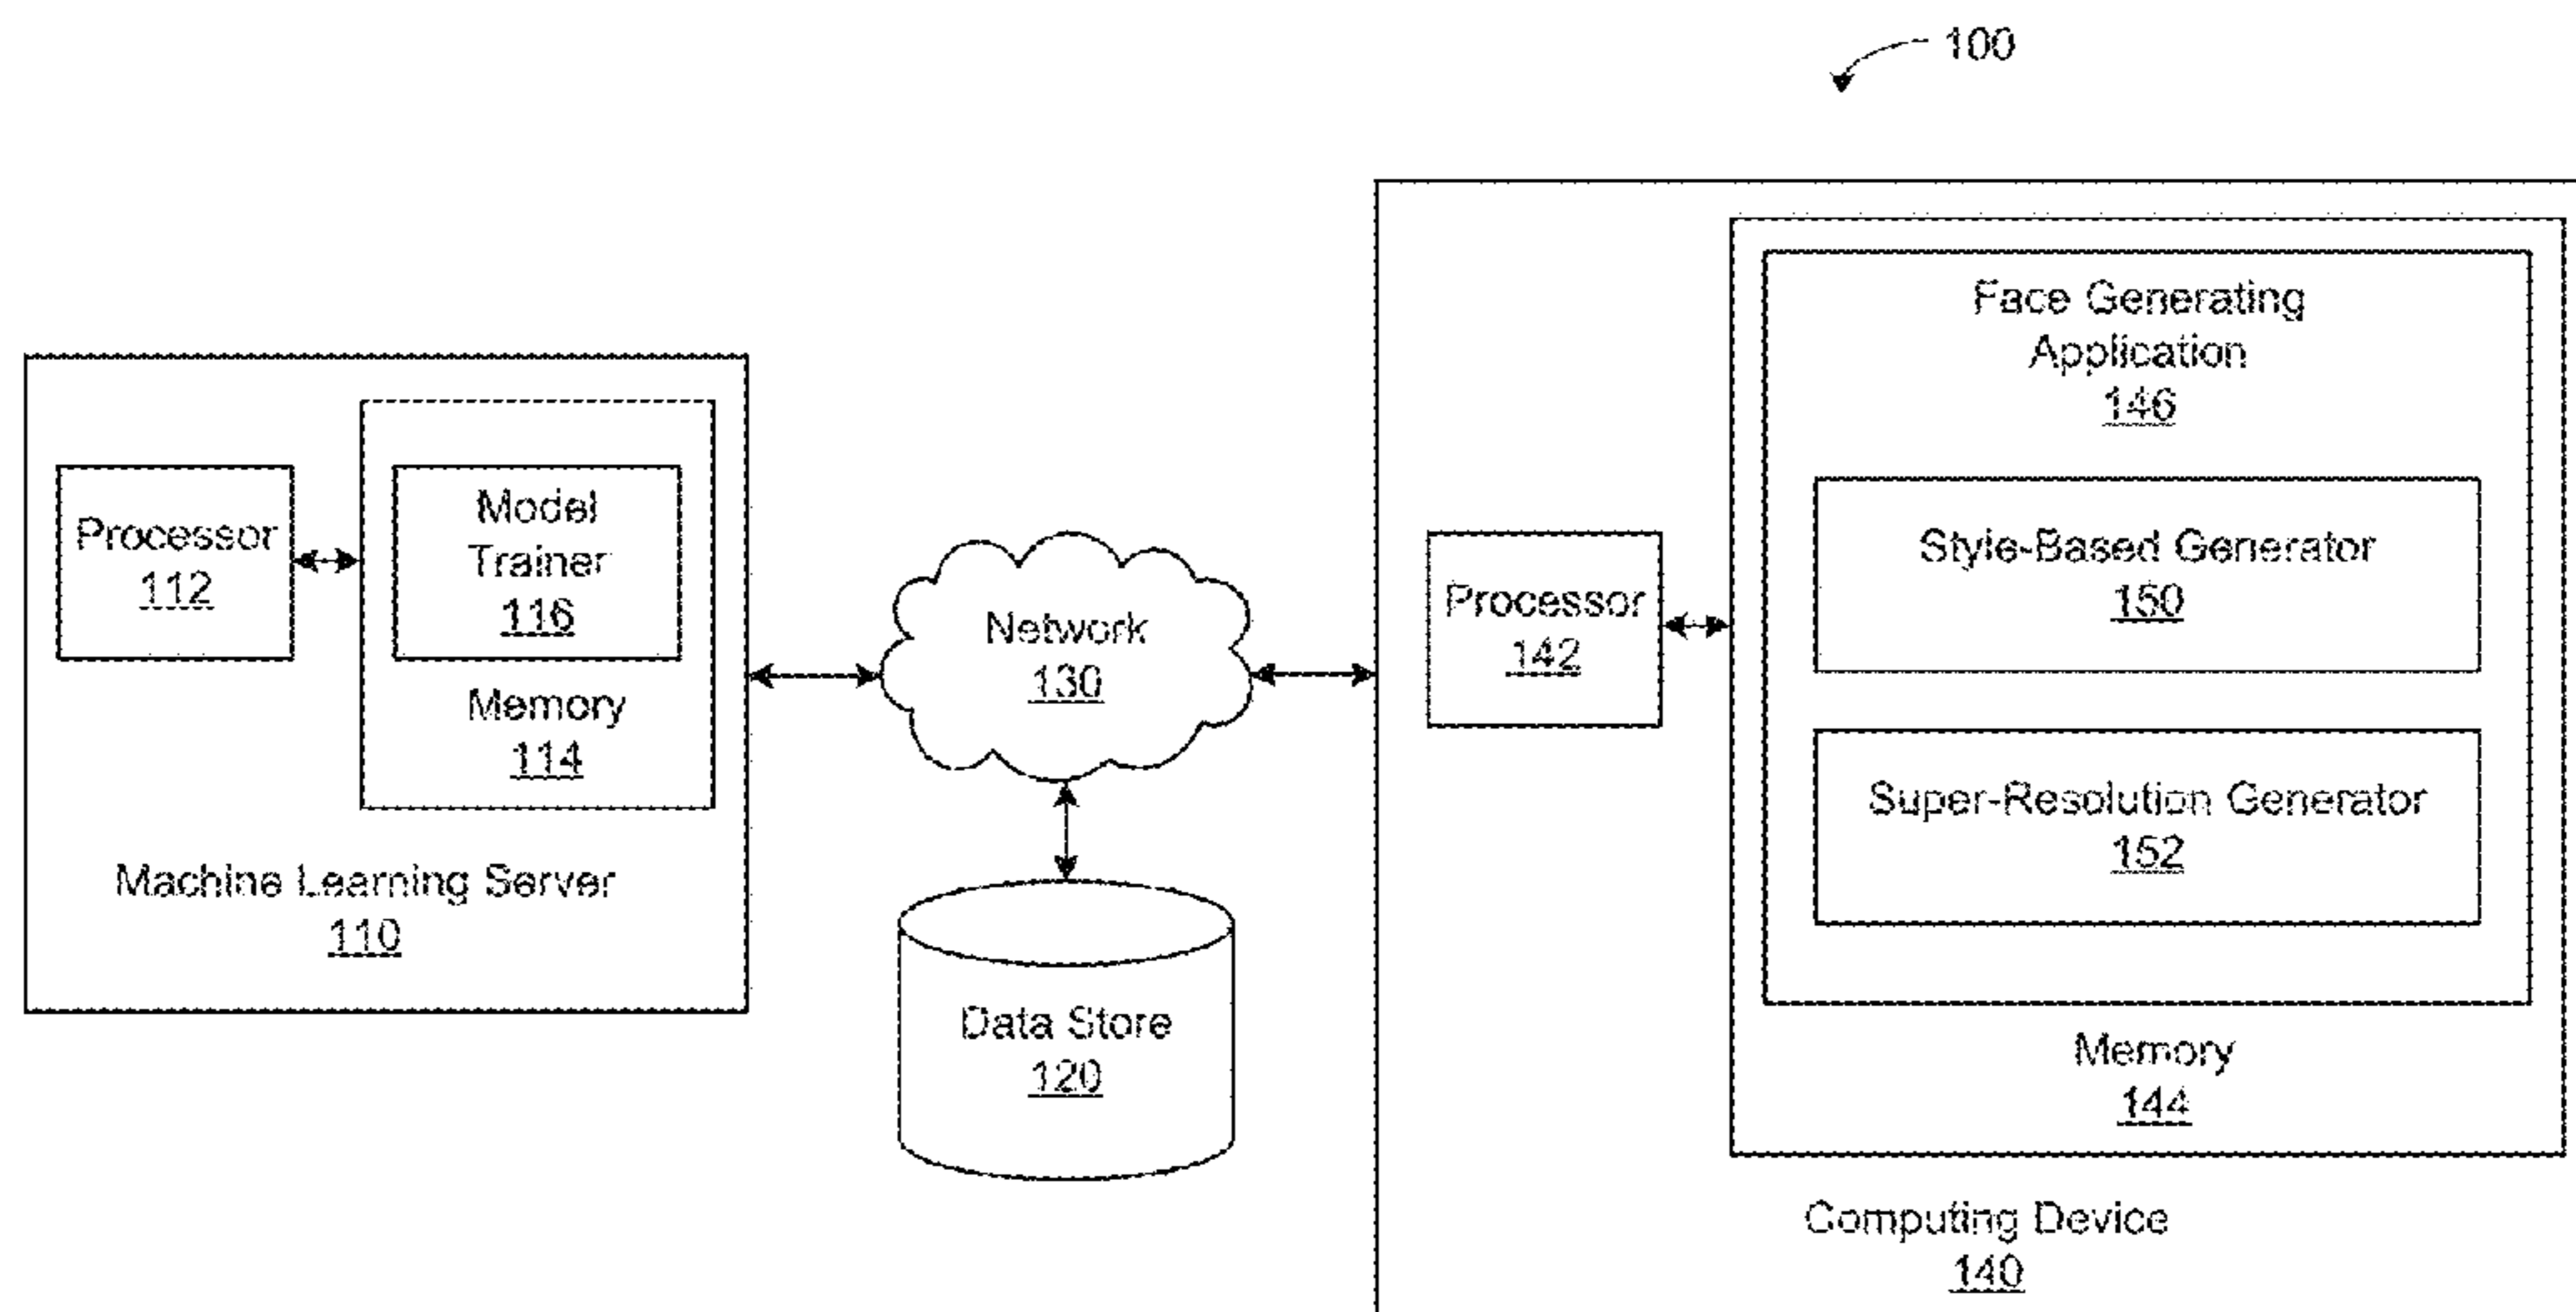 100
Processor
112
Model
Trainer
116
Memory
114
Machine Learning Server
110
Network
130
Data Store
120
Processor
142
Face Generating
Application
146
Style-Based Generator
150
Super-Resolution Generator
152
Memory
144
Computing Device
140